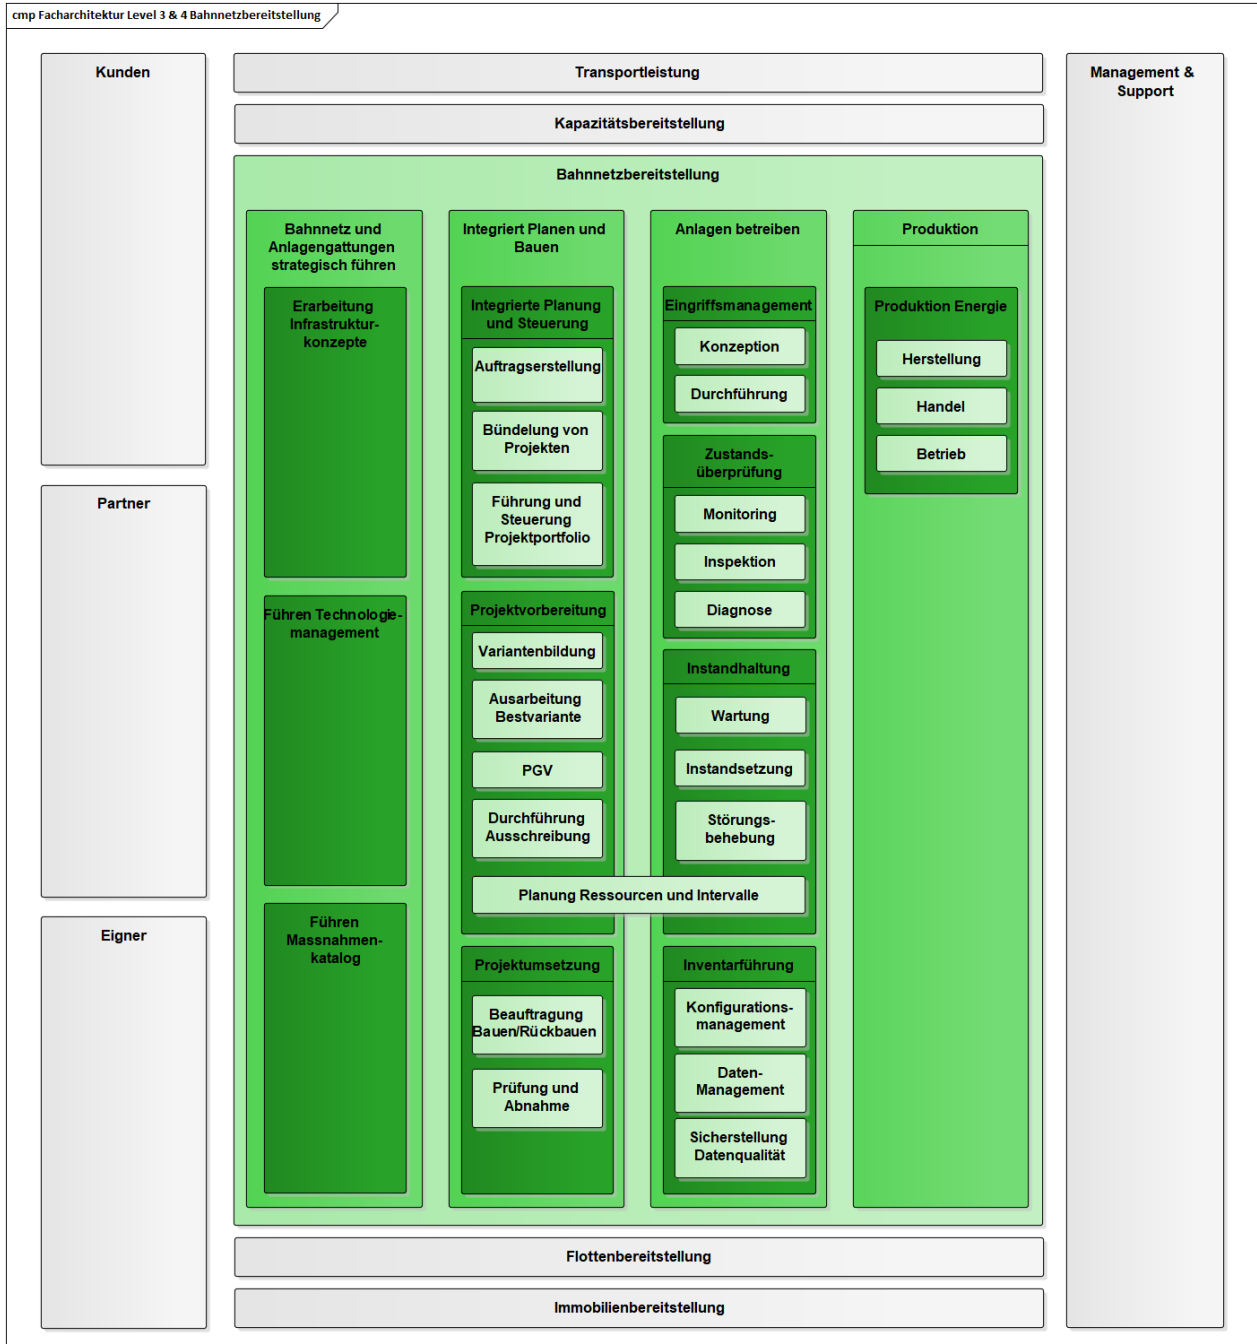 cmp Facharchitektur Level 3 & 4 Bahnnetzbereitstellung
Kunden
Partner
Eigner
Transportleistung
Kapazitätsbereitstellung
Bahnnetzbereitstellung
Bahnnetz und
Anlagengattungen
strategisch führen
Erarbeitung
Infrastruktur-
konzepte
Führen Technologie-
management
Führen
Massnahmen-
katalog
Integriert Planen und
Bauen
Integrierte Planung
und Steuerung
Auftragserstellung
Bündelung von
Projekten
Führung und
Steuerung
Projektportfolio
Projektvorbereitung
Variantenbildung
Ausarbeitung
Bestvariante
PGV
Durchführung
Ausschreibung
Planung Ressourcen und Intervalle
Projektumsetzung
Beauftragung
Bauen/Rückbauen
Prüfung und
Abnahme
Anlagen betreiben
Eingriffsmanagement
Konzeption
Durchführung
Zustands-
überprüfung
Monitoring
Inspektion
Diagnose
Instandhaltung
Wartung
Instandsetzung
Störungs-
behebung
Inventarführung
Konfigurations-
management
Daten-
Management
Sicherstellung
Datenqualität
Produktion
Produktion Energie
Herstellung
Handel
Betrieb
Flottenbereitstellung
Immobilienbereitstellung
Management &
Support